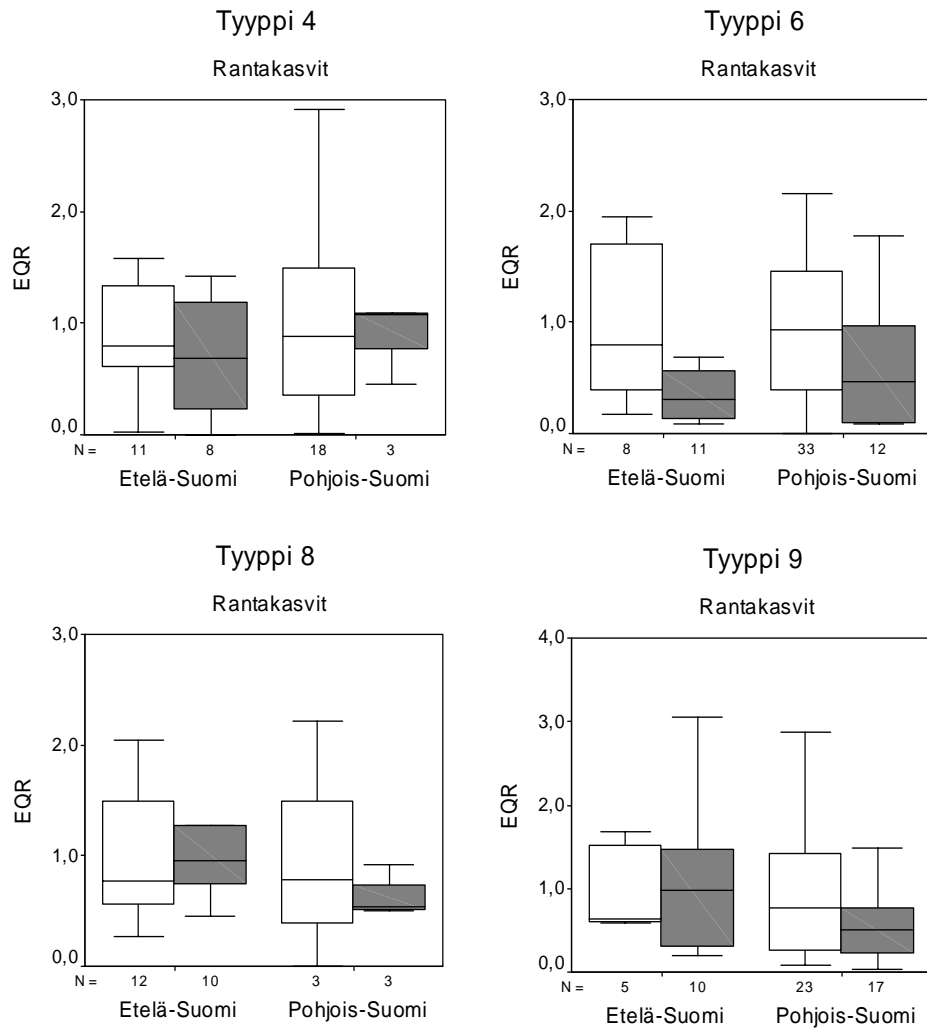 Tyyppi 4
Rantakasvit
3,0
2,0
1,0
0,0
EQR
N = 11 8 18 3
Etelä-Suomi Pohjois-Suomi
Tyyppi 6
Rantakasvit
3,0
2,0
1,0
0,0
EQR
N = 8 11 33 12
Etelä-Suomi Pohjois-Suomi
Tyyppi 8
Rantakasvit
3,0
2,0
1,0
0,0
EQR
N = 12 10 3 3
Etelä-Suomi Pohjois-Suomi
Tyyppi 9
Rantakasvit
4,0
3,0
2,0
1,0
0,0
EQR
N = 5 10 23 17
Etelä-Suomi Pohjois-Suomi